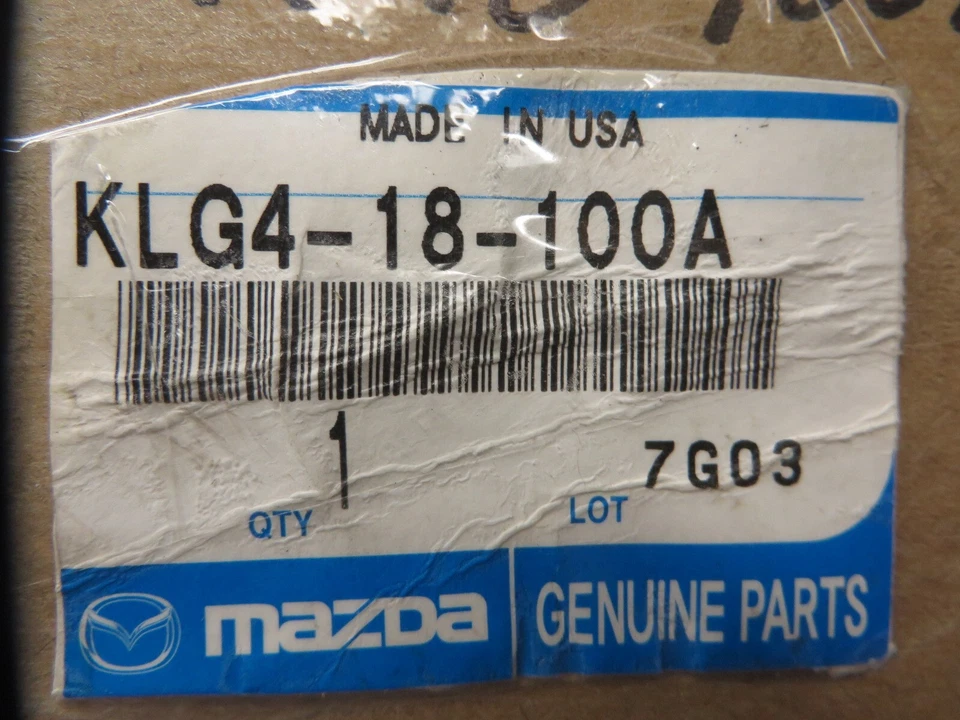 MADE IN USA
KLG4-18-100A
1
7G03
QTY
LOT
mazda
GENUINE PARTS